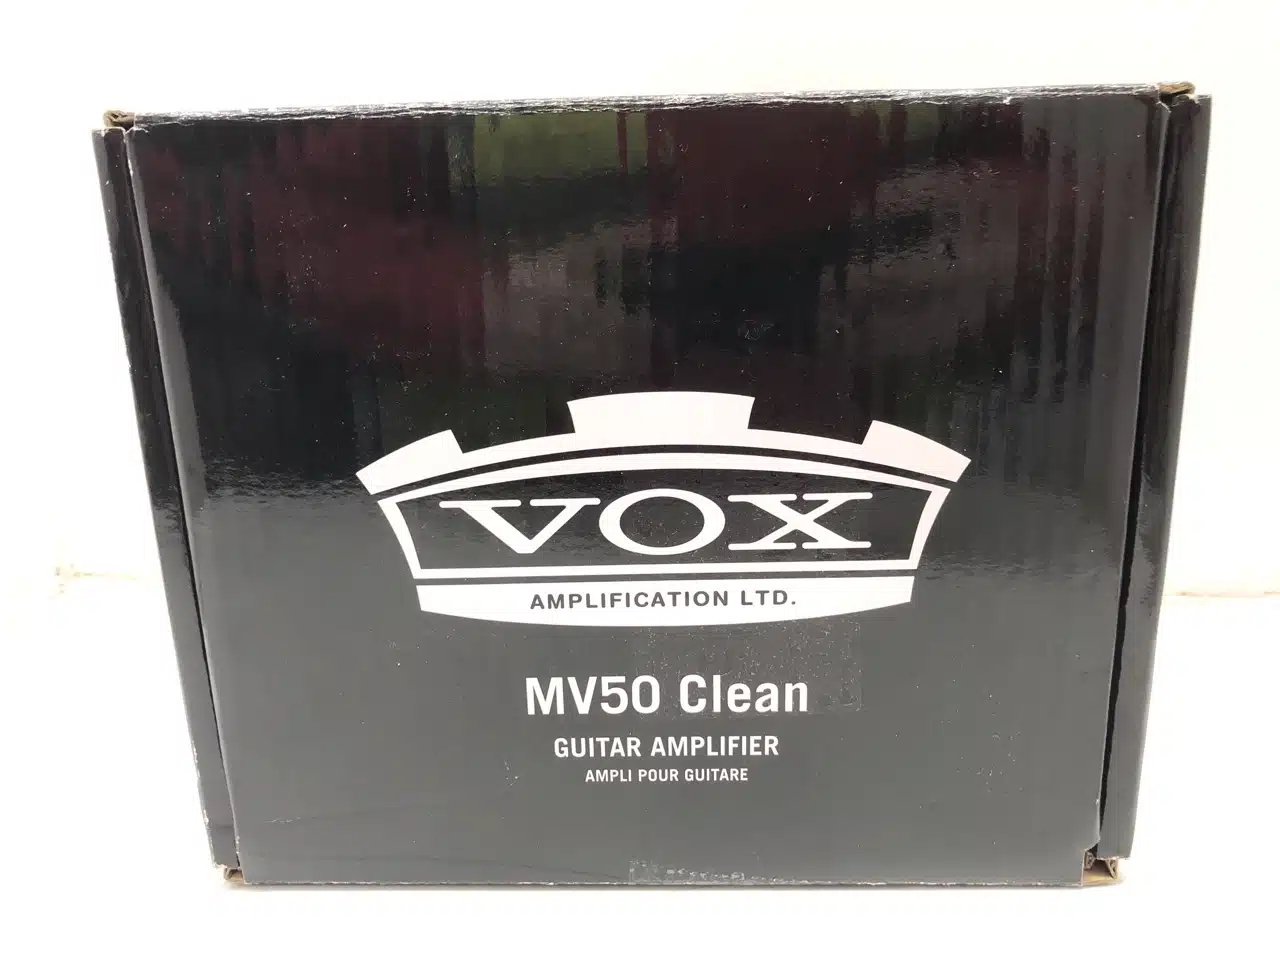 VOX
AMPLIFICATION LTD.
MV50 Clean
GUITAR AMPLIFIER
AMPLI POUR GUITARE